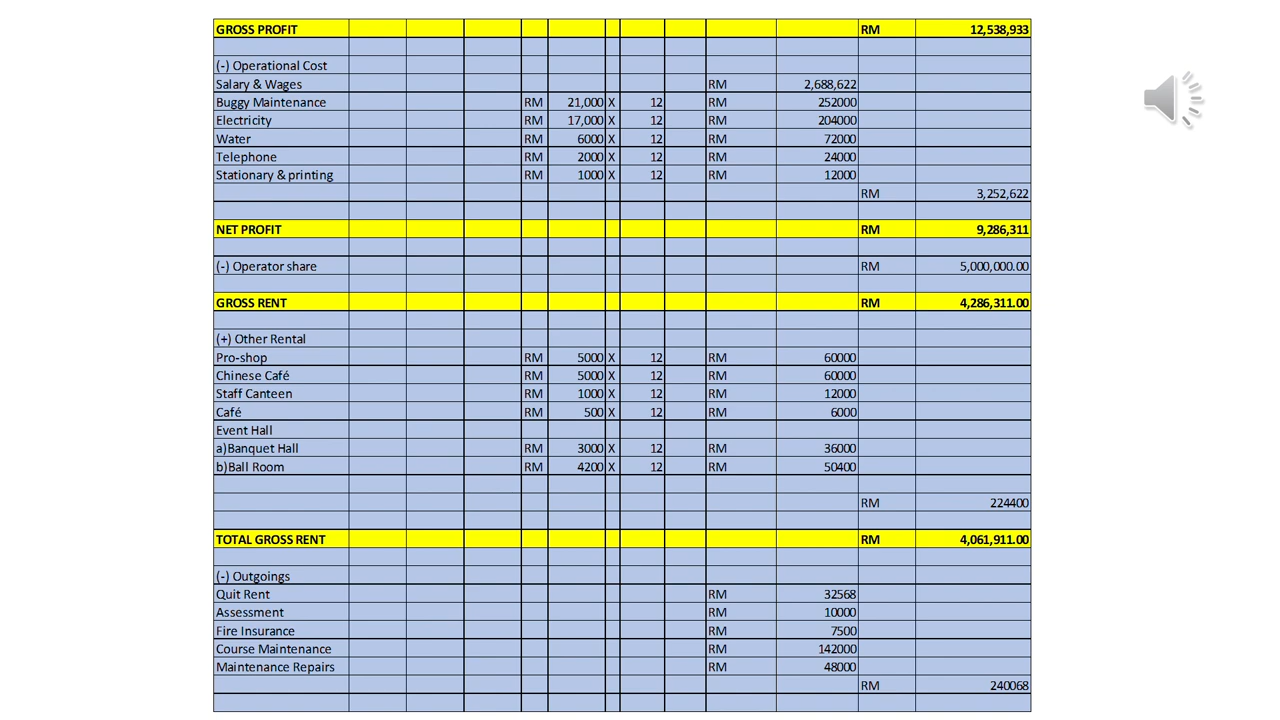 GROSS PROFIT RM 12,538,933
(-) Operational Cost
Salary & Wages RM 2,688,622
Buggy Maintenance RM 21,000 X 12 RM 252000
Electricity RM 17,000 X 12 RM 204000
Water RM 6000 X 12 RM 72000
Telephone RM 2000 X 12 RM 24000
Stationary & printing RM 1000 X 12 RM 12000
RM 3,252,622
NET PROFIT RM 9,286,311
(-) Operator share RM 5,000,000.00
GROSS RENT RM 4,286,311.00
(+) Other Rental
Pro-shop RM 5000 X 12 RM 60000
Chinese Café RM 5000 X 12 RM 60000
Staff Canteen RM 1000 X 12 RM 12000
Café RM 500 X 12 RM 6000
Event Hall
a)Banquet Hall RM 3000 X 12 RM 36000
b)Ball Room RM 4200 X 12 RM 50400
RM 224400
TOTAL GROSS RENT RM 4,061,911.00
(-) Outgoings
Quit Rent RM 32568
Assessment RM 10000
Fire Insurance RM 7500
Course Maintenance RM 142000
Maintenance Repairs RM 48000
RM 240068